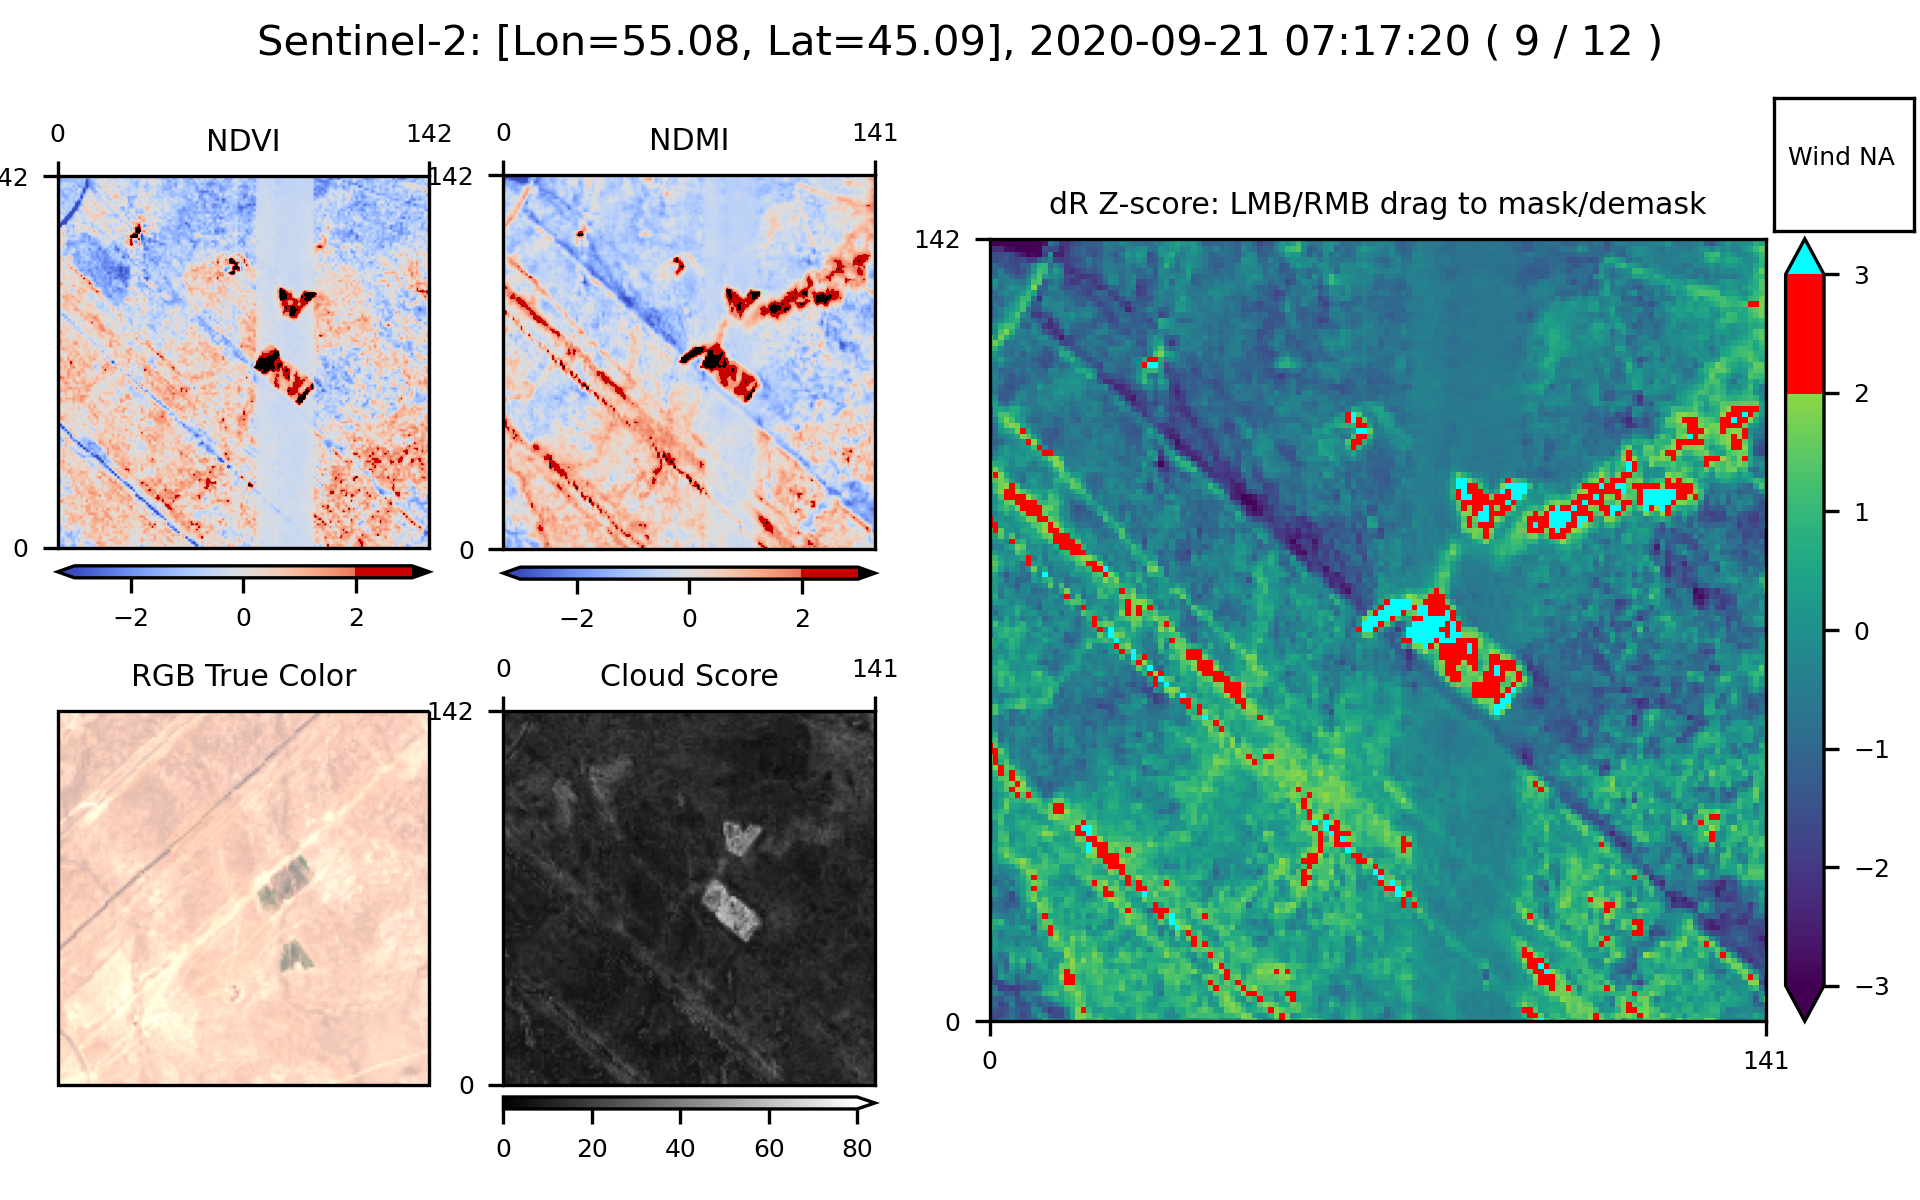 Sentinel-2: [Lon=55.08, Lat=45.09], 2020-09-21 07:17:20 ( 9 / 12 )
0 NDVI 142
42
0
−2 0 2
0 NDMI 141
142
0
−2 0 2
RGB True Color
0 Cloud Score 141
142
0
0 20 40 60 80
Wind NA
dR Z-score: LMB/RMB drag to mask/demask
142
0
0 141
3
2
1
0
−1
−2
−3